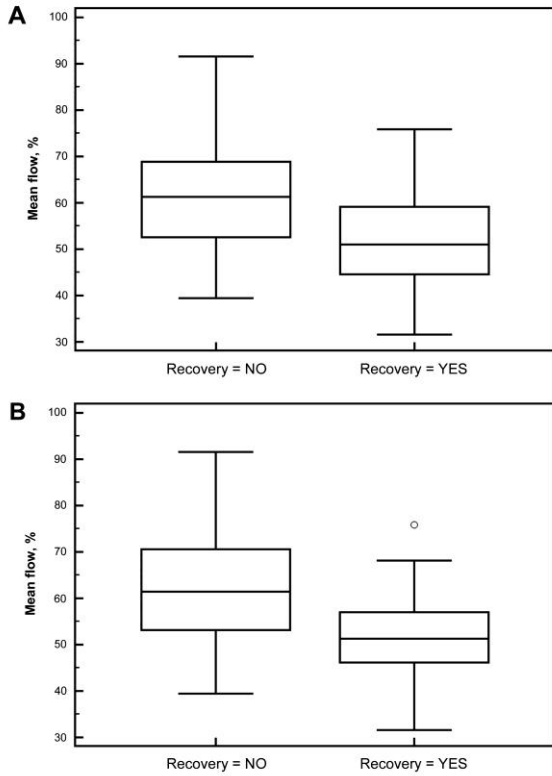 A
Mean flow, %
100
90
80
70
60
50
40
30
Recovery = NO Recovery = YES
B
Mean flow, %
100
90
80
70
60
50
40
30
Recovery = NO Recovery = YES